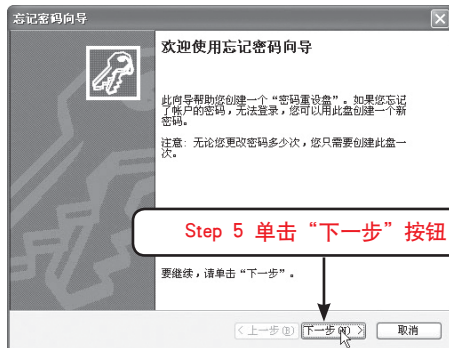 忘记密码向导
欢迎使用忘记密码向导
此向导帮助您创建一个“密码重设盘”。如果您忘记
了帐户的密码，无法登录，您可以用此盘创建一个新
密码。
注意：无论您更改密码多少次，您只需要创建此盘一
次。
Step 5 单击“下一步”按钮
要继续，请单击“下一步”。
< 上一步(B) 下一步(N) > 取消